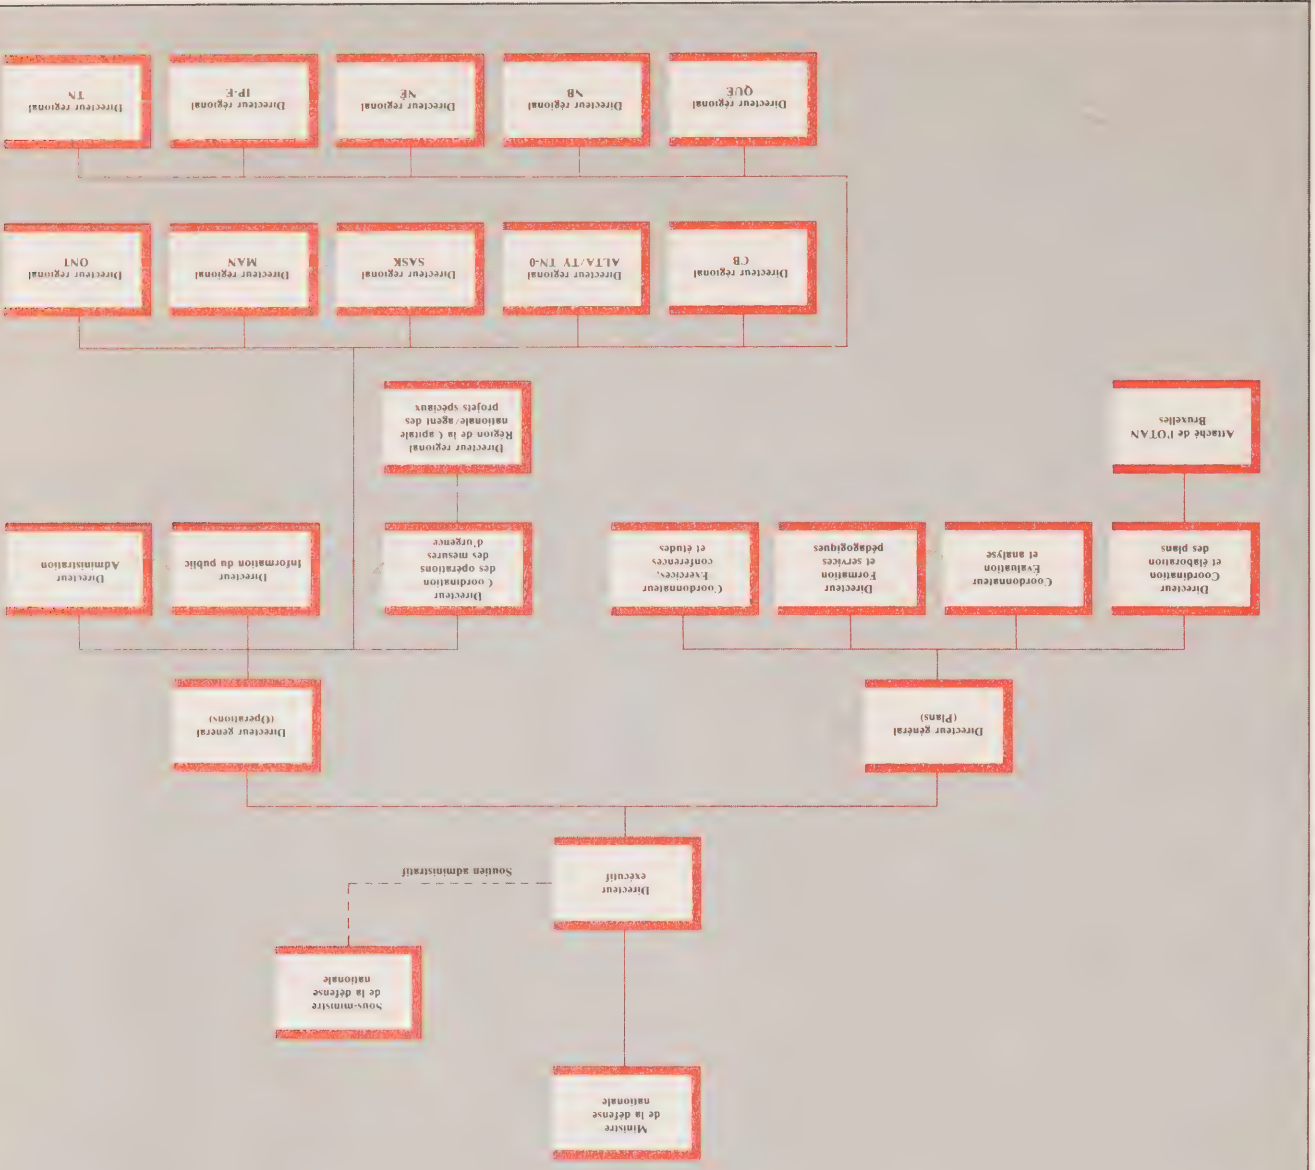 Ministre
de la défense
nationale
Sous-ministre
de la défense
nationale
Directeur
exécutif
Soutien administratif
Directeur général
(Plans)
Directeur général
(Opérations)
Directeur
Coordination
et élaboration
des plans
Coordonnateur
Evaluation
et analyse
Directeur
Formation
et services
pédagogiques
Coordonnateur
Exercices,
conférences
et études
Directeur
Coordination
des opérations
des mesures
d'urgence
Directeur
Information du public
Directeur
Administration
Attaché de l'OTAN
Bruxelles
Directeur régional
Région de la Capitale
nationale/agent des
projets spéciaux
Directeur régional
CB
Directeur régional
ALTA/TY TN-O
Directeur régional
SASK
Directeur régional
MAN
Directeur régional
ONT
Directeur régional
QUÉ
Directeur régional
NB
Directeur régional
NÉ
Directeur régional
IP-E
Directeur régional
TN